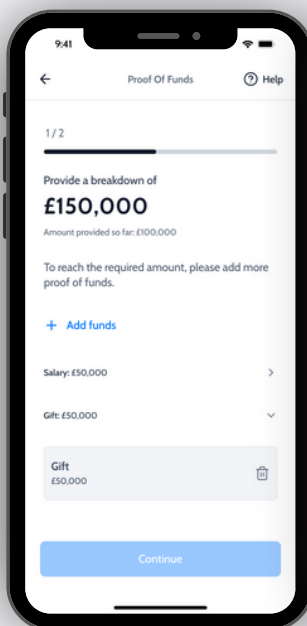 9:41
Proof Of Funds
Help
1 / 2
Provide a breakdown of
£150,000
Amount provided so far: £100,000
To reach the required amount, please add more
proof of funds.
+ Add funds
Salary: £50,000
Gift: £50,000
Gift
£50,000
Continue